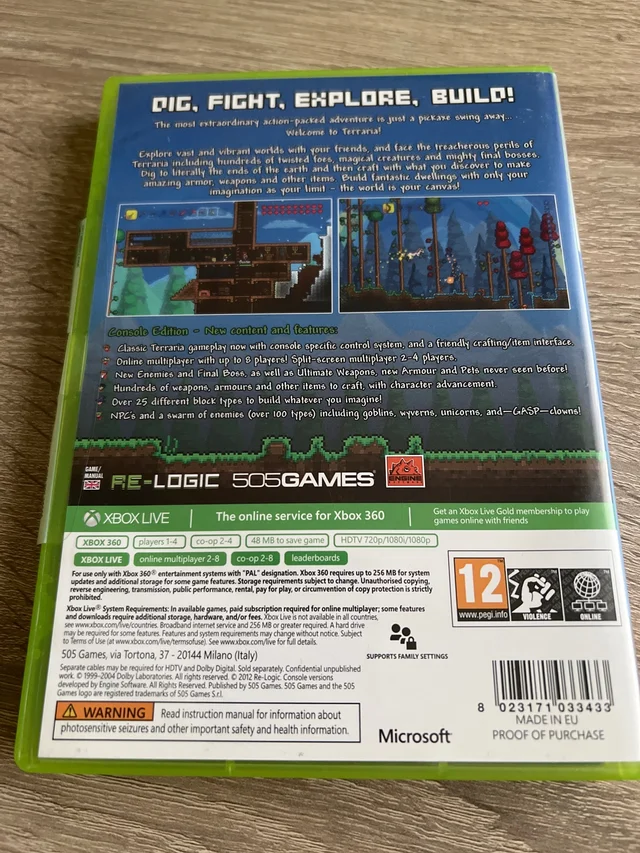 DIG, FIGHT, EXPLORE, BUILD!
The most extraordinary action-packed adventure is just a pickaxe swing away...
Welcome to Terraria!
Explore vast and vibrant worlds with your friends, and face the treacherous perils of
Terraria including hundreds of twisted foes, magical creatures and mighty final bosses.
Dig to literally the ends of the earth and then craft with what you discover to make
amazing armor, weapons and other items. Build fantastic dwellings with only your
imagination as your limit - the world is your canvas!
Console Edition - New content and features:
Classic Terraria gameplay now with console specific control system, and a friendly crafting/item interface.
Online multiplayer with up to 8 players! Split-screen multiplayer 2-4 players.
New Enemies and Final Boss, as well as Ultimate Weapons, new Armour and Pets never seen before!
Hundreds of weapons, armours and other items to craft, with character advancement.
Over 25 different block types to build whatever you imagine!
NPC's and a swarm of enemies (over 100 types) including goblins, wyverns, unicorns, and—GASP—clowns!
GAME/
MANUAL
RE-LOGIC 505GAMES ENGINE
XBOX LIVE The online service for Xbox 360 Get an Xbox Live Gold membership to play
games online with friends
XBOX 360 players 1-4 co-op 2-4 48 MB to save game HDTV 720p/1080i/1080p
XBOX LIVE online multiplayer 2-8 co-op 2-8 leaderboards
For use only with Xbox 360® entertainment systems with "PAL" designation. Xbox 360 requires up to 256 MB for system
updates and additional storage for some game features. Storage requirements subject to change. Unauthorised copying,
reverse engineering, transmission, public performance, rental, pay for play, or circumvention of copy protection is strictly
prohibited.
Xbox Live® System Requirements: In available games, paid subscription required for online multiplayer; some features
and downloads require additional storage, hardware, and/or fees. Xbox Live is not available in all countries,
see www.xbox.com/live/countries. Broadband internet service and 256 MB or greater required. A hard drive
may be required for some features. Features and system requirements may change without notice. Subject
to Terms of Use (at www.xbox.com/live/termsofuse). See www.xbox.com/live for full details.
505 Games, via Tortona, 37 - 20144 Milano (Italy)
Separate cables may be required for HDTV and Dolby Digital. Sold separately. Confidential unpublished
work. © 1999-2004 Dolby Laboratories. All rights reserved. © 2012 Re-Logic. Console versions
developed by Engine Software. All Rights Reserved. Published by 505 Games. 505 Games and the 505
Games logo are registered trademarks of 505 Games S.r.l.
SUPPORTS FAMILY SETTINGS
12
www.pegi.info
VIOLENCE
ONLINE
WARNING Read instruction manual for information about
photosensitive seizures and other important safety and health information.
Microsoft®
8 023171 033433
MADE IN EU
PROOF OF PURCHASE